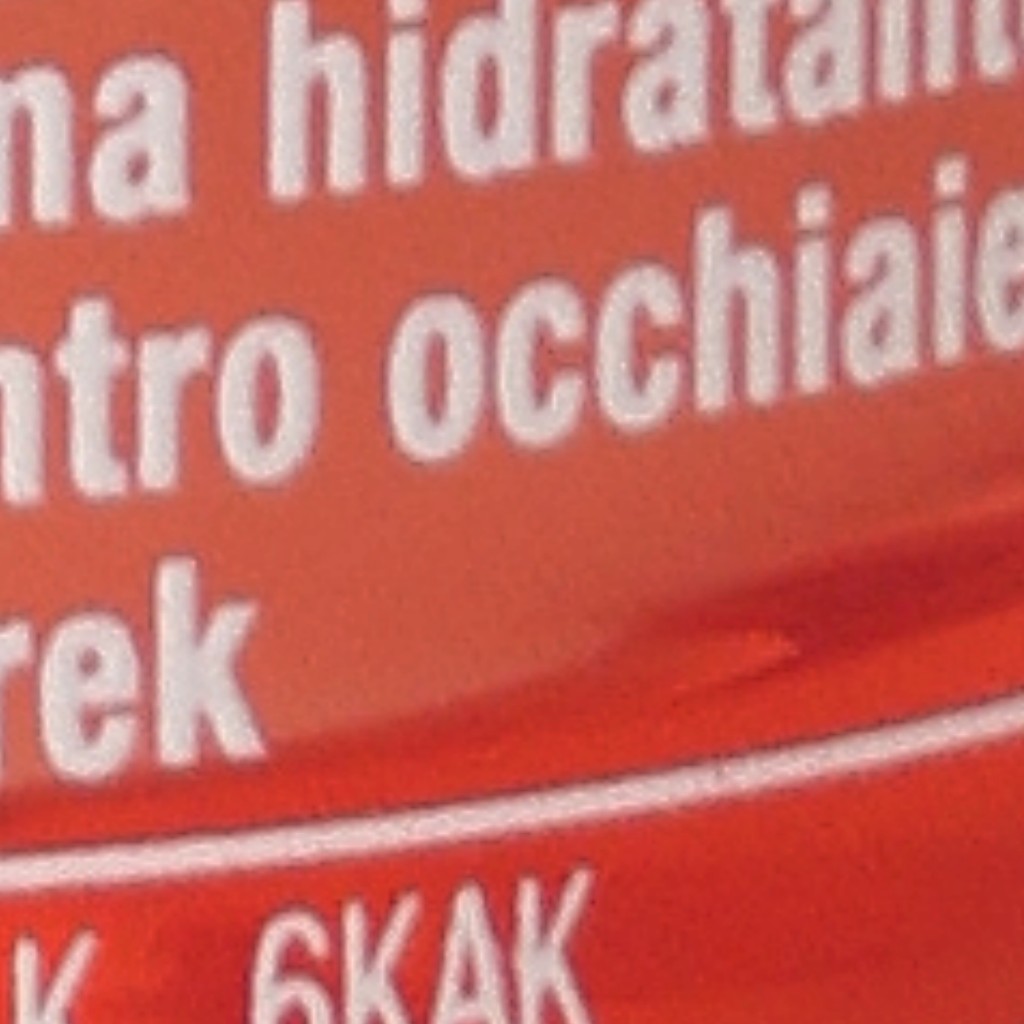 na hidratant
ntro occhiaie
rek
K 6KAK